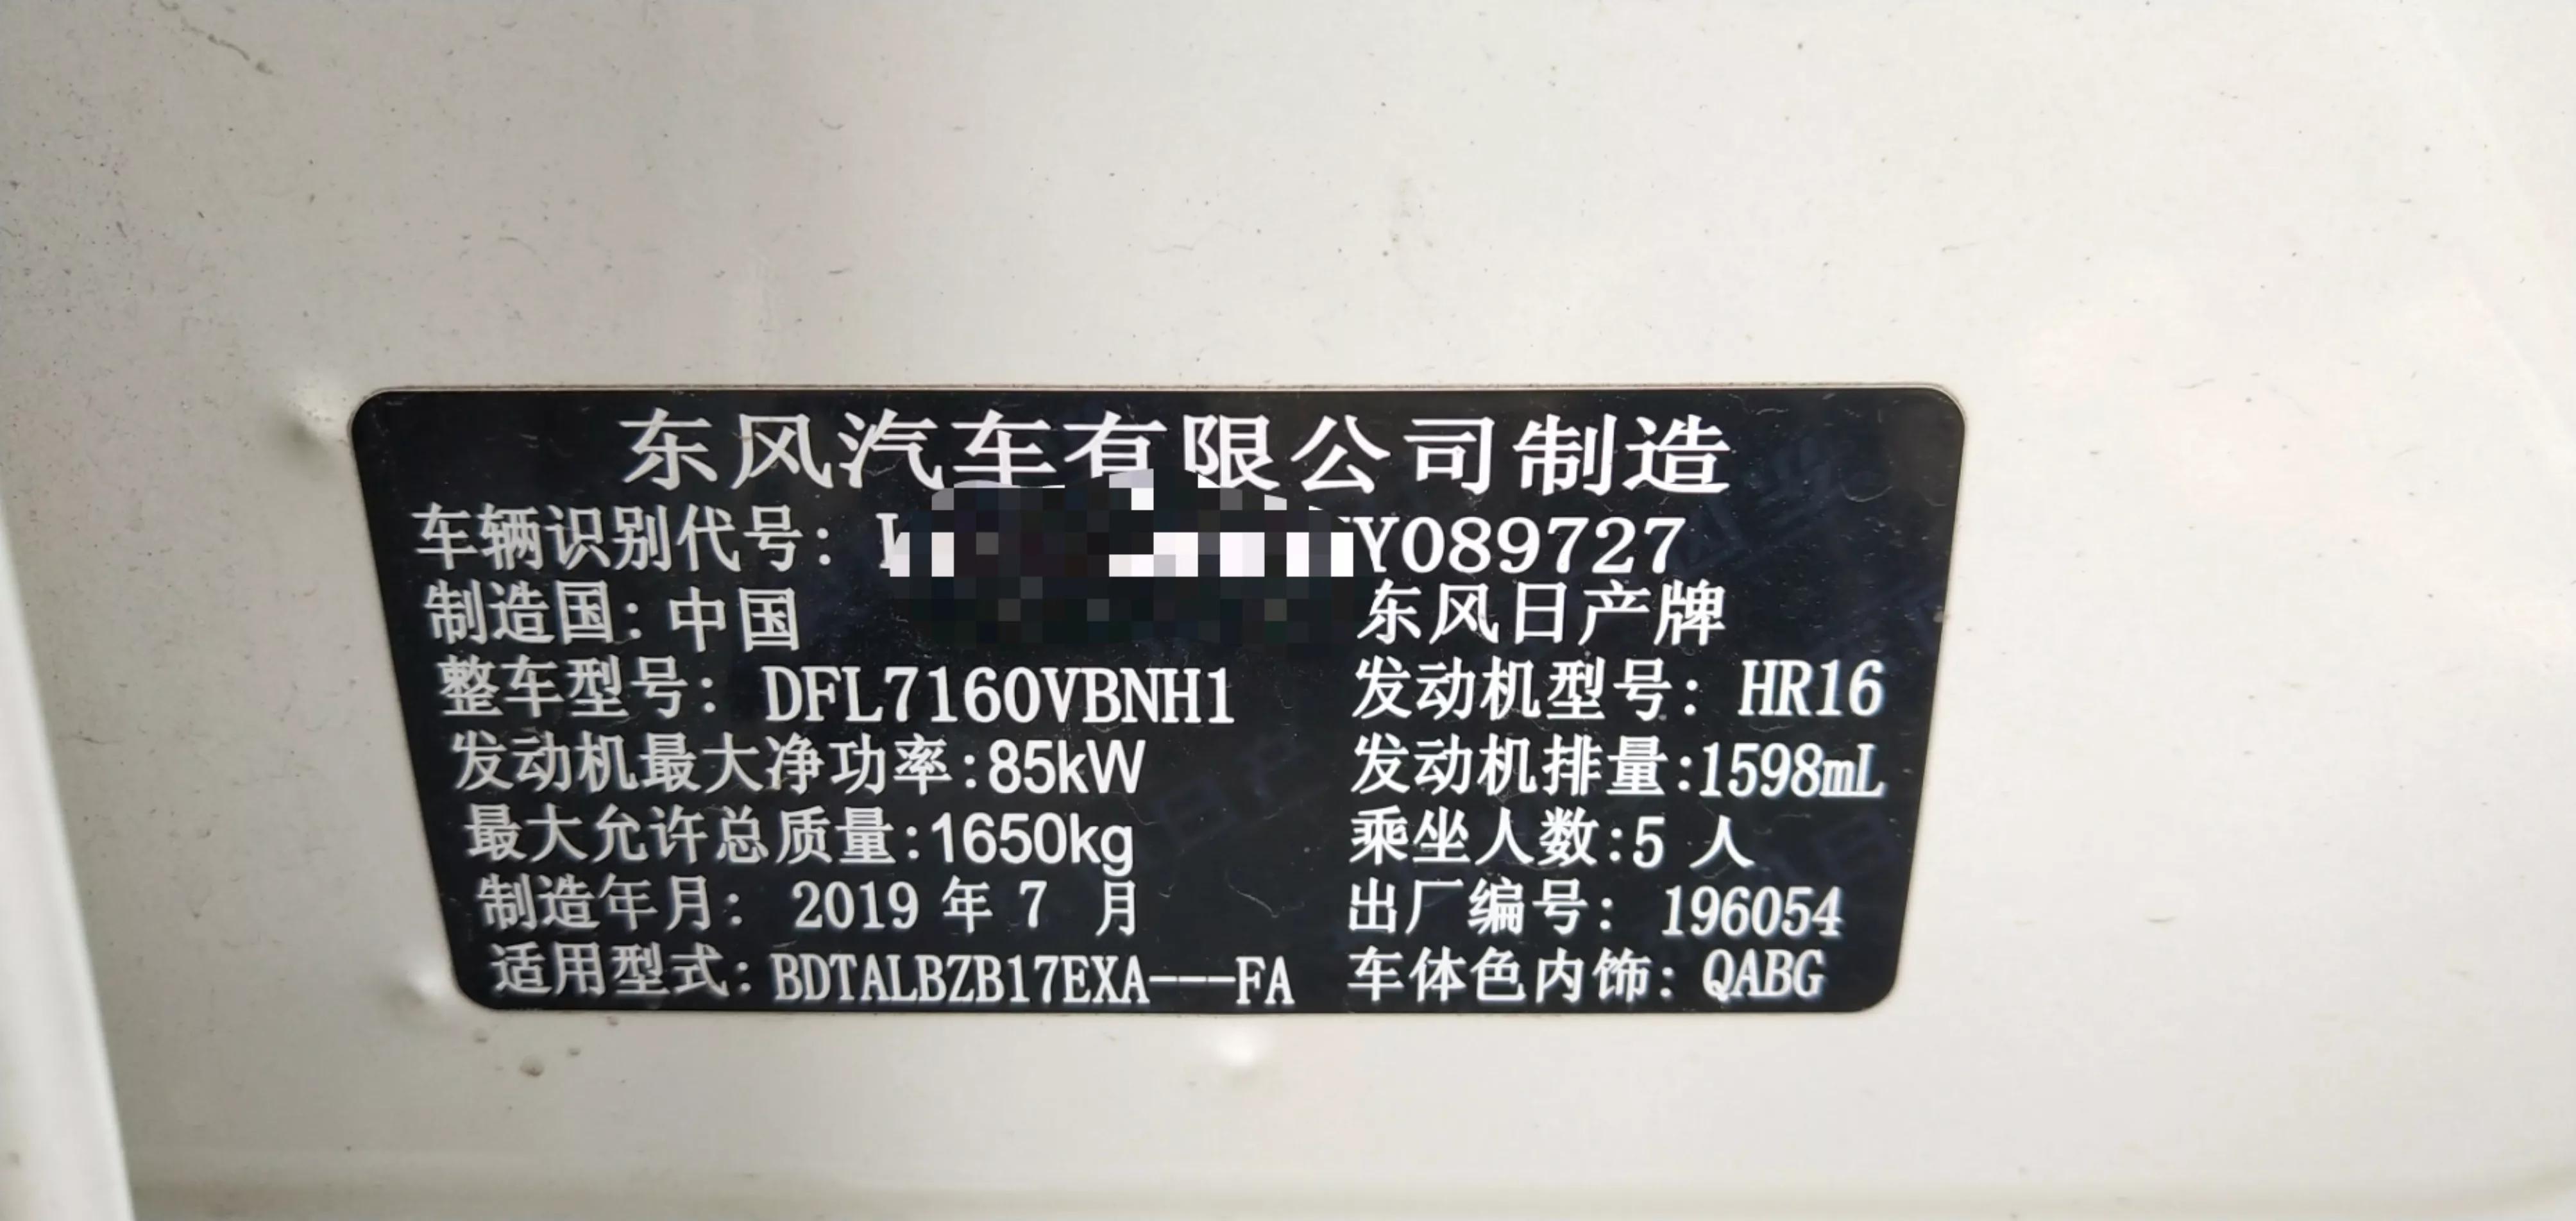 东风汽车有限公司制造
车辆识别代号: Y089727
制造国: 中国 东风日产牌
整车型号: DFL7160VBNH1 发动机型号: HR16
发动机最大净功率:85kW 发动机排量:1598mL
最大允许总质量:1650kg 乘坐人数:5 人
制造年月: 2019 年 7 月 出厂编号: 196054
适用型式: BDTALBZB17EXA---FA 车体色内饰: QABG